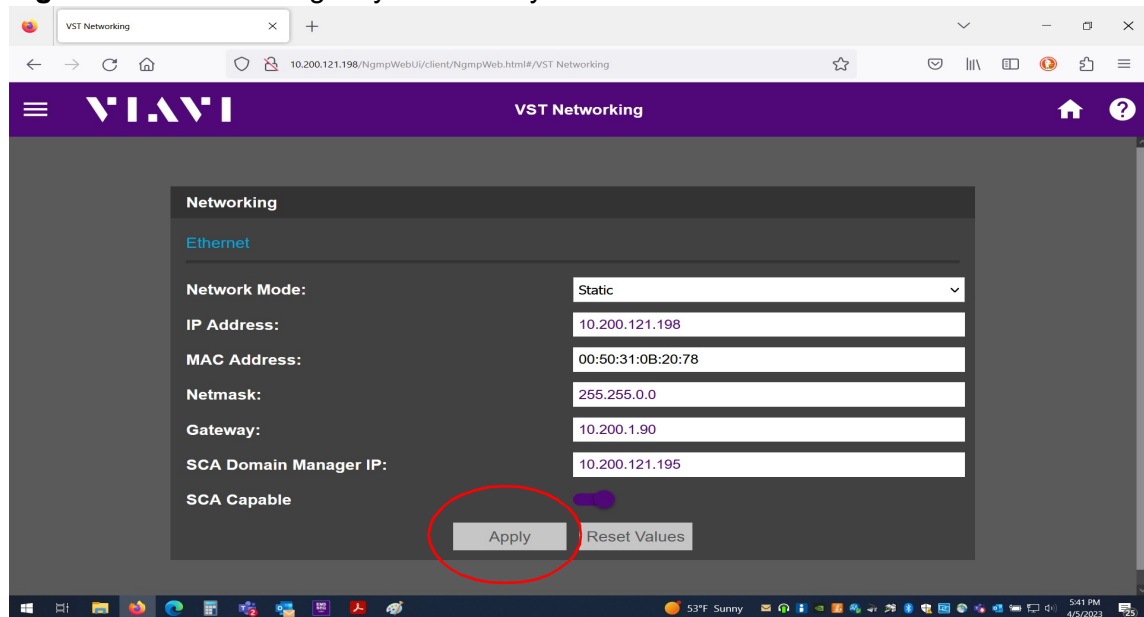 VST Networking
10.200.121.198/NgmpWebUi/client/NgmpWeb.html#/VST Networking
VIAVI VST Networking ?
Networking
Ethernet
Network Mode: Static
IP Address: 10.200.121.198
MAC Address: 00:50:31:0B:20:78
Netmask: 255.255.0.0
Gateway: 10.200.1.90
SCA Domain Manager IP: 10.200.121.195
SCA Capable
Apply Reset Values
53°F Sunny 5:41 PM
4/5/2023 25